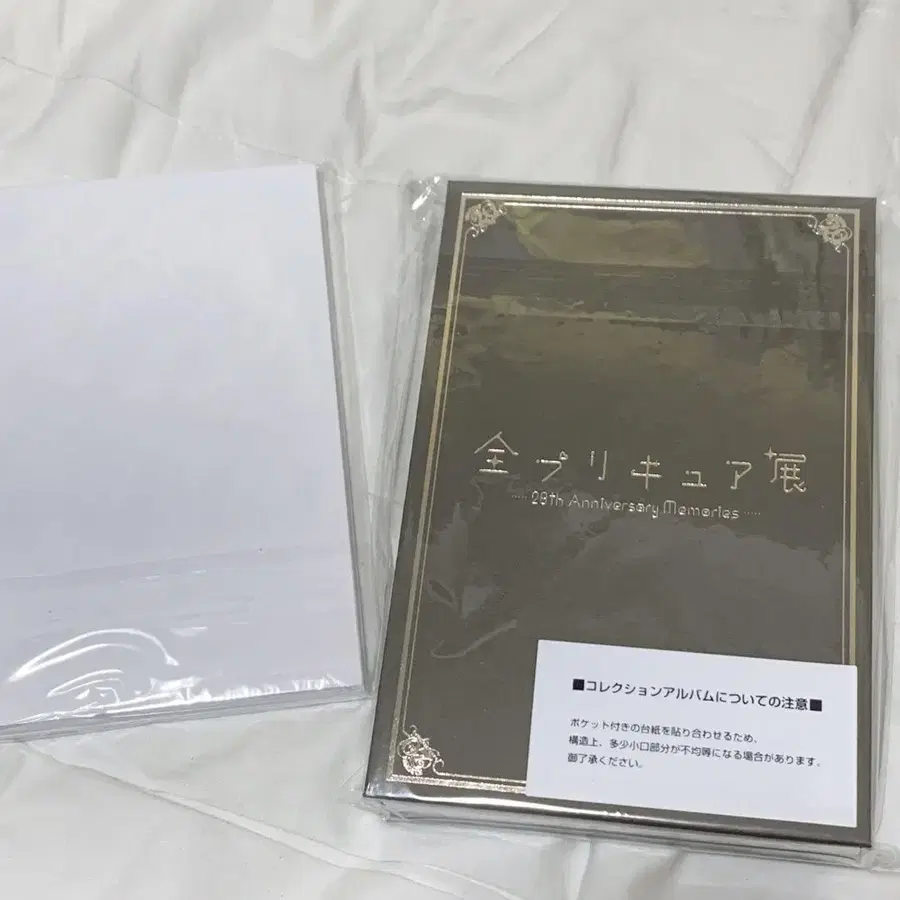 全プリキュア展
20th Anniversary Memories
■コレクションアルバムについての注意■
ポケット付きの台紙を貼り合わせるため、
構造上、多少小口部分が不均等になる場合があります。
御了承ください。